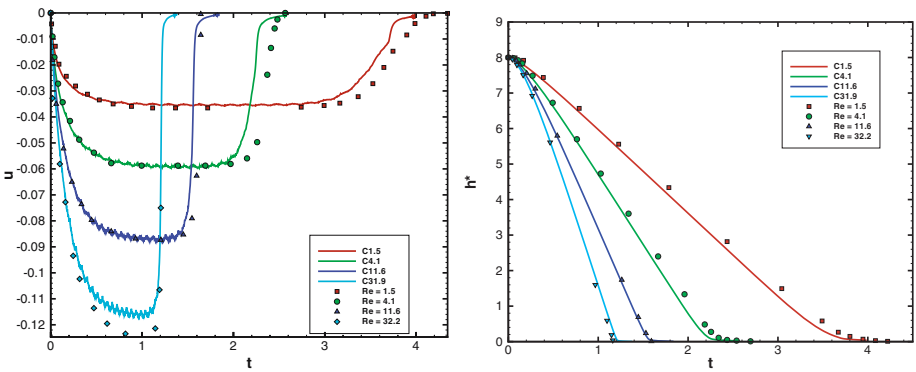 -0
-0.01
-0.02
-0.03
-0.04
-0.05
-0.06
-0.07
-0.08
-0.09
-0.1
-0.11
-0.12
u
0
1
2
3
4
t
C1.5
C4.1
C11.6
C31.9
Re = 1.5
Re = 4.1
Re = 11.6
Re = 32.2
9
8
7
6
5
4
3
2
1
0
h*
0
1
2
3
4
t
C1.5
C4.1
C11.6
C31.9
Re = 1.5
Re = 4.1
Re = 11.6
Re = 32.2